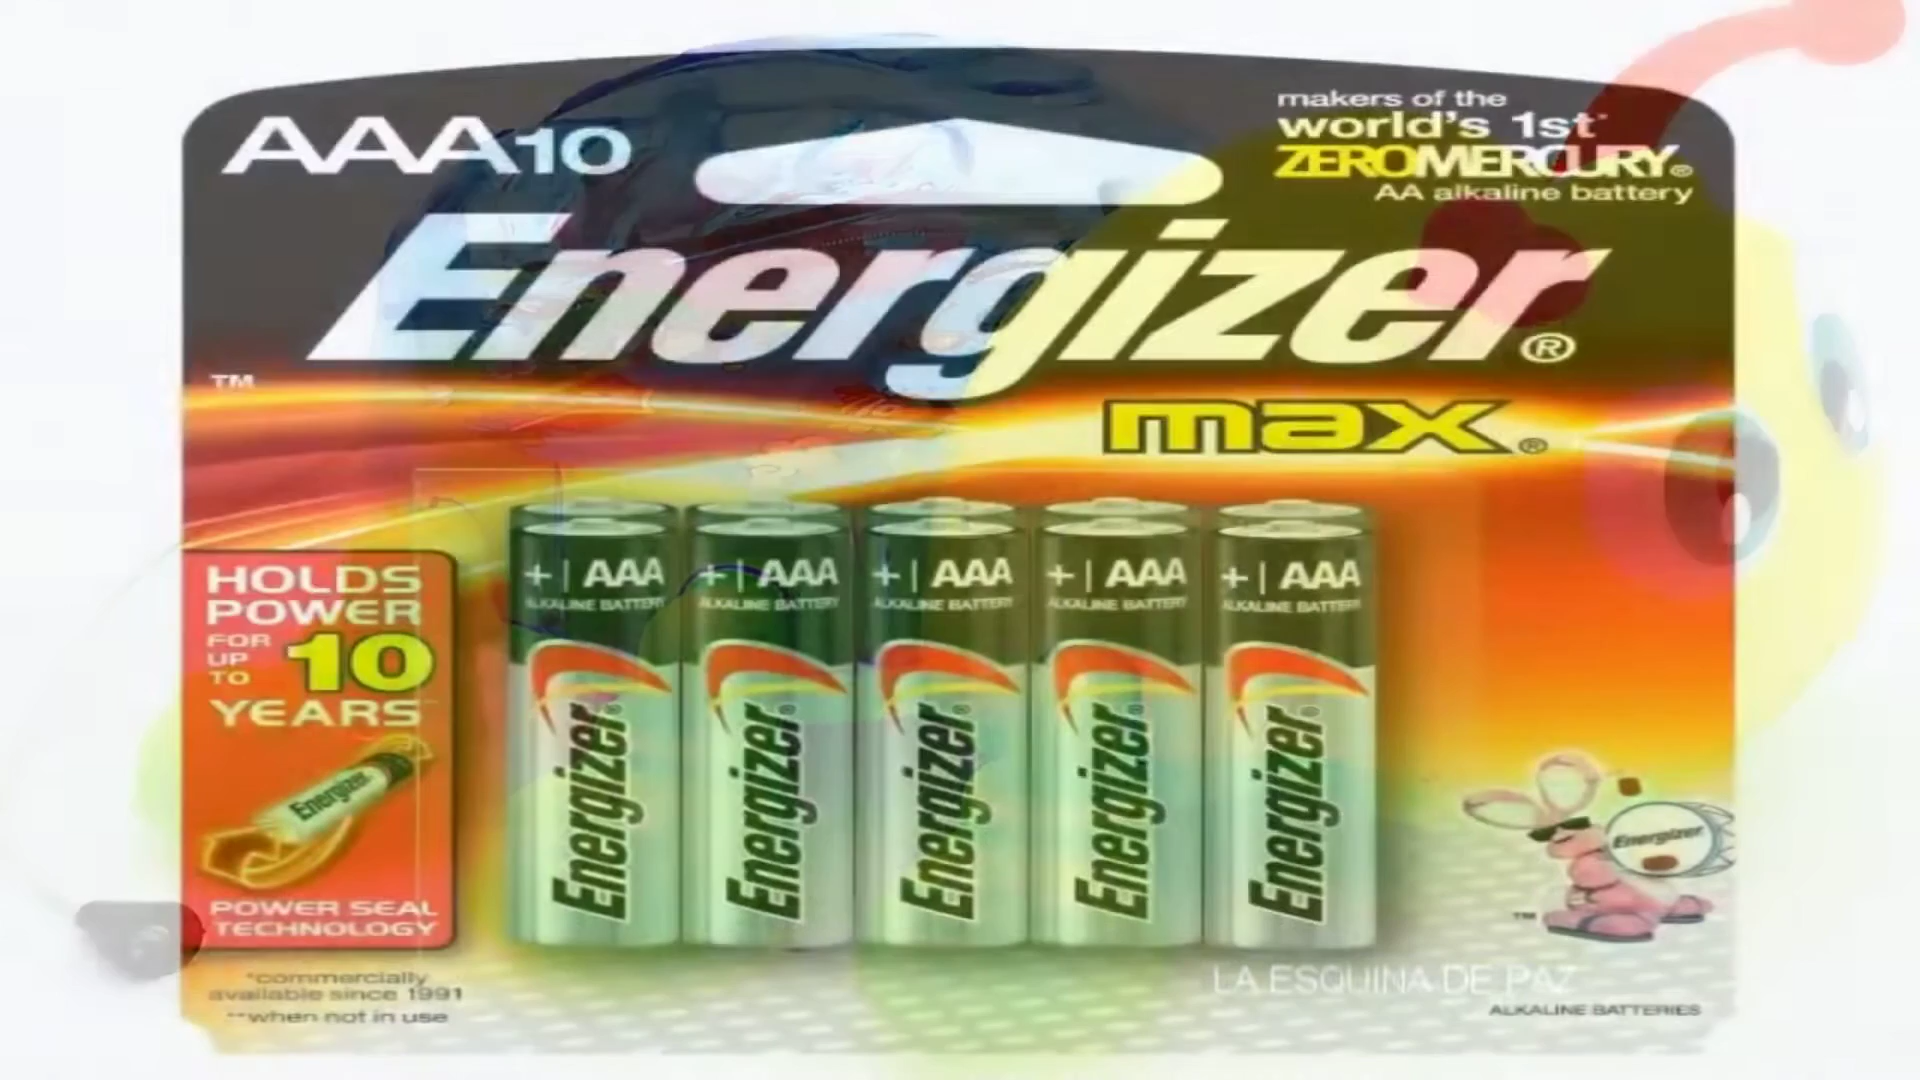 AAA10
makers of the
world's 1st
ZEROMERCURY®
AA alkaline battery
Energizer®
TM
max®
HOLDS
POWER
FOR
UP
TO
10
YEARS
Energizer
POWER SEAL
TECHNOLOGY
*commercially
available since 1991
**when not in use
+ | AAA
ALKALINE BATTERY
Energizer®
+ | AAA
ALKALINE BATTERY
Energizer®
+ | AAA
ALKALINE BATTERY
Energizer®
+ | AAA
ALKALINE BATTERY
Energizer®
+ | AAA
ALKALINE BATTERY
Energizer®
Energizer
TM
LA ESQUINA DE PAZ
ALKALINE BATTERIES